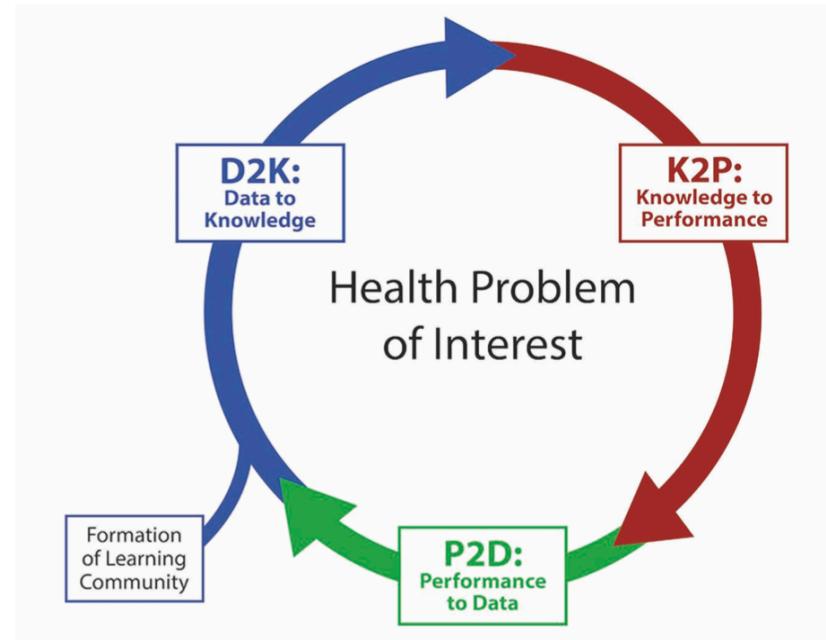 D2K:
Data to
Knowledge
K2P:
Knowledge to
Performance
Health Problem
of Interest
Formation
of Learning
Community
P2D:
Performance
to Data